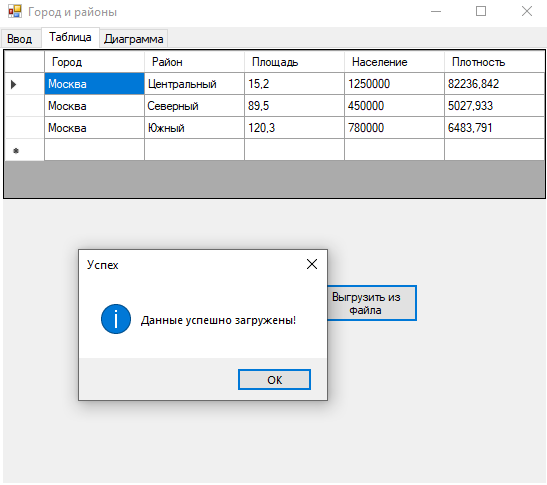 Город и районы
Ввод Таблица Диаграмма
Город Район Площадь Население Плотность
Москва Центральный 15,2 1250000 82236,842
Москва Северный 89,5 450000 5027,933
Москва Южный 120,3 780000 6483,791
Успех
Данные успешно загружены!
Выгрузить из
файла
OK